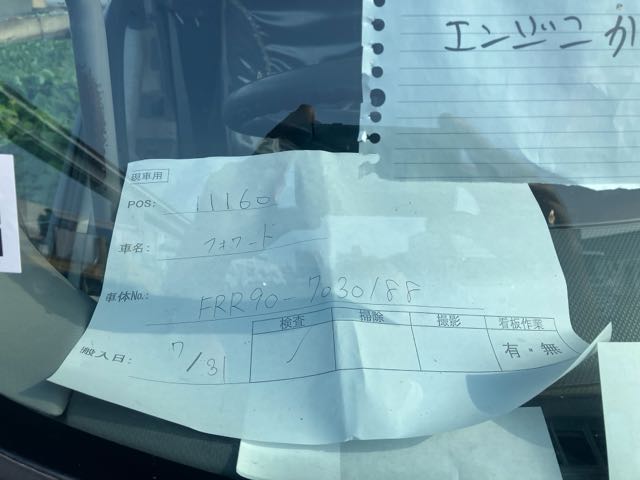 エンジンか
現車用
POS: 11160
車名: フォワード
車体No.: FRR90-7030188
検査 掃除 撮影 看板作業
搬入日: 7/31 ✓ 有・無